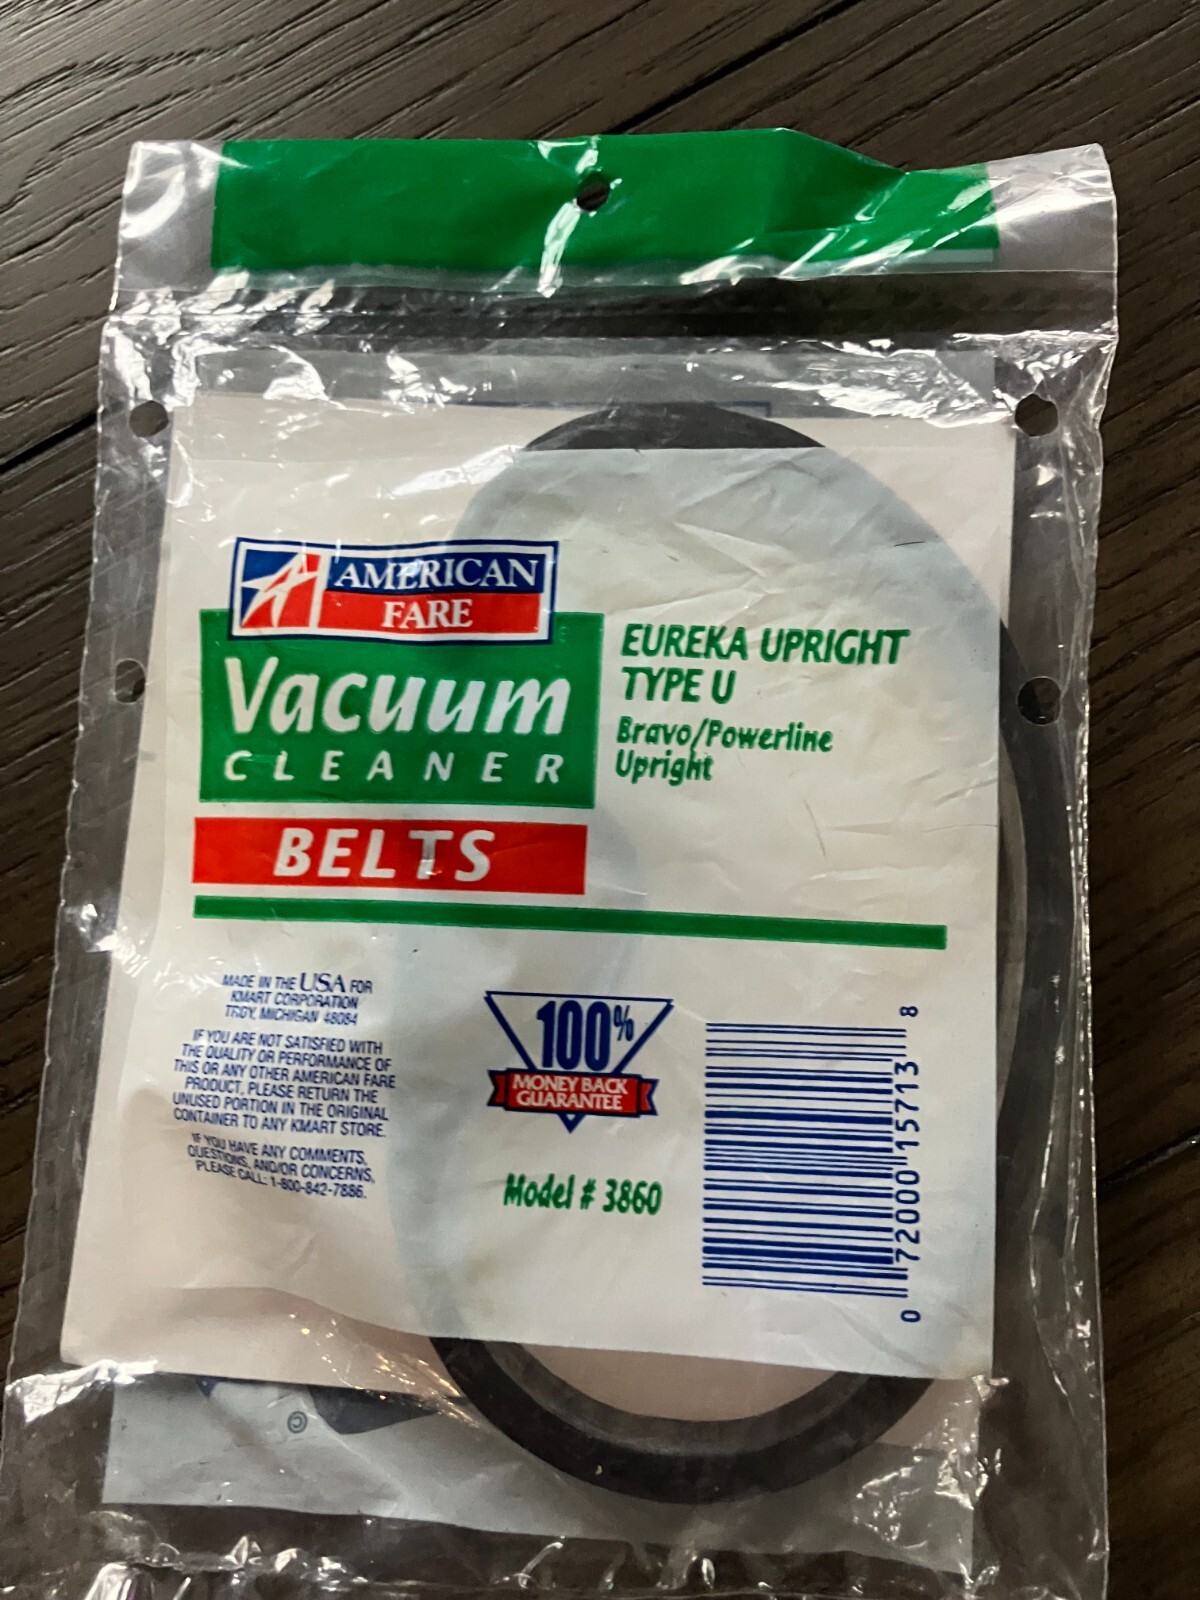 AMERICAN
FARE
Vacuum
CLEANER
BELTS
EUREKA UPRIGHT
TYPE U
Bravo/Powerline
Upright
MADE IN THE USA FOR
KMART CORPORATION
TROY, MICHIGAN 48084
IF YOU ARE NOT SATISFIED WITH
THE QUALITY OR PERFORMANCE OF
THIS OR ANY OTHER AMERICAN FARE
PRODUCT, PLEASE RETURN THE
UNUSED PORTION IN THE ORIGINAL
CONTAINER TO ANY KMART STORE.
IF YOU HAVE ANY COMMENTS,
QUESTIONS, AND/OR CONCERNS,
PLEASE CALL: 1-800-842-7886.
100%
MONEY BACK
GUARANTEE
Model # 3860
0 72000 15713 8
©